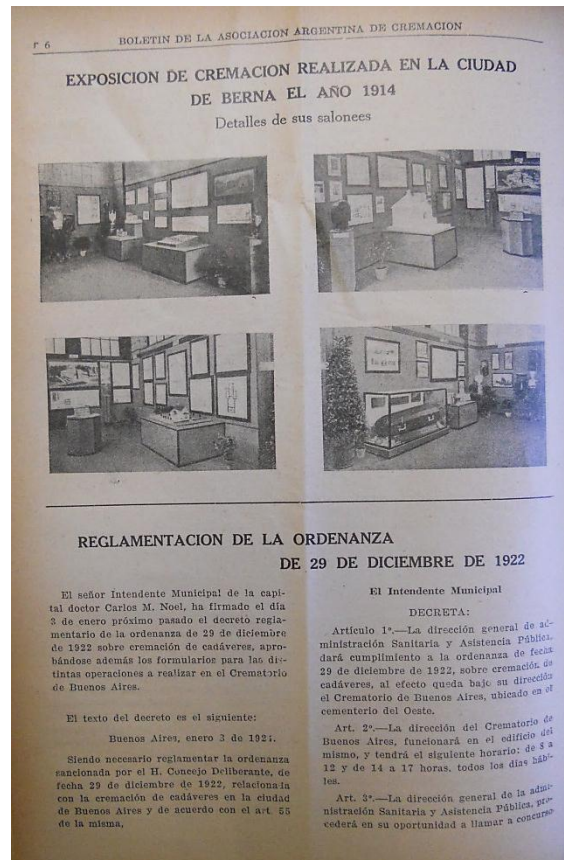 r 6
BOLETIN DE LA ASOCIACION ARGENTINA DE CREMACION
EXPOSICION DE CREMACION REALIZADA EN LA CIUDAD
DE BERNA EL AÑO 1914
Detalles de sus salonees
REGLAMENTACION DE LA ORDENANZA
DE 29 DE DICIEMBRE DE 1922
El señor Intendente Municipal de la capi-
tal doctor Carlos M. Noel, ha firmado el día
3 de enero próximo pasado el decreto regla-
mentario de la ordenanza de 29 de diciembre
de 1922 sobre cremación de cadáveres, apro-
bándose además los formularios para las dis-
tintas operaciones a realizar en el Crematorio
de Buenos Aires.
El texto del decreto es el siguiente:
Buenos Aires, enero 3 de 1924.
Siendo necesario reglamentar la ordenanza
sancionada por el H. Concejo Deliberante, de
fecha 29 de diciembre de 1922, relacionada
con la cremación de cadáveres en la ciudad
de Buenos Aires y de acuerdo con el art. 55
de la misma,
El Intendente Municipal
DECRETA:
Artículo 1º.—La dirección general de ad-
ministración Sanitaria y Asistencia Pública,
dará cumplimiento a la ordenanza de fecha
29 de diciembre de 1922, sobre cremación de
cadáveres, al efecto queda bajo su dirección
el Crematorio de Buenos Aires, ubicado en el
cementerio del Oeste.
Art. 2º.—La dirección del Crematorio de
Buenos Aires, funcionará en el edificio del
mismo, y tendrá el siguiente horario: de 8 a
12 y de 14 a 17 horas. todos los días hábi-
les.
Art. 3º.—La dirección general de la admi-
nistración Sanitaria y Asistencia Pública, pro-
cederá en su oportunidad a llamar a concurso